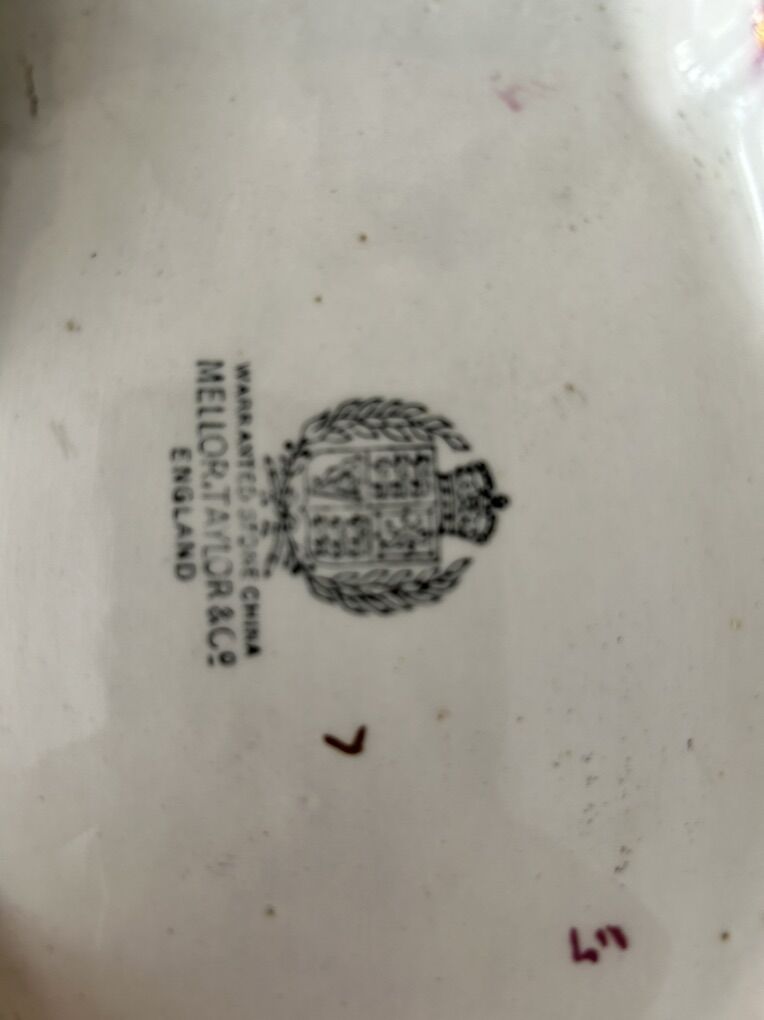 WARRANTED STONE CHINA
MELLOR, TAYLOR & Co
ENGLAND